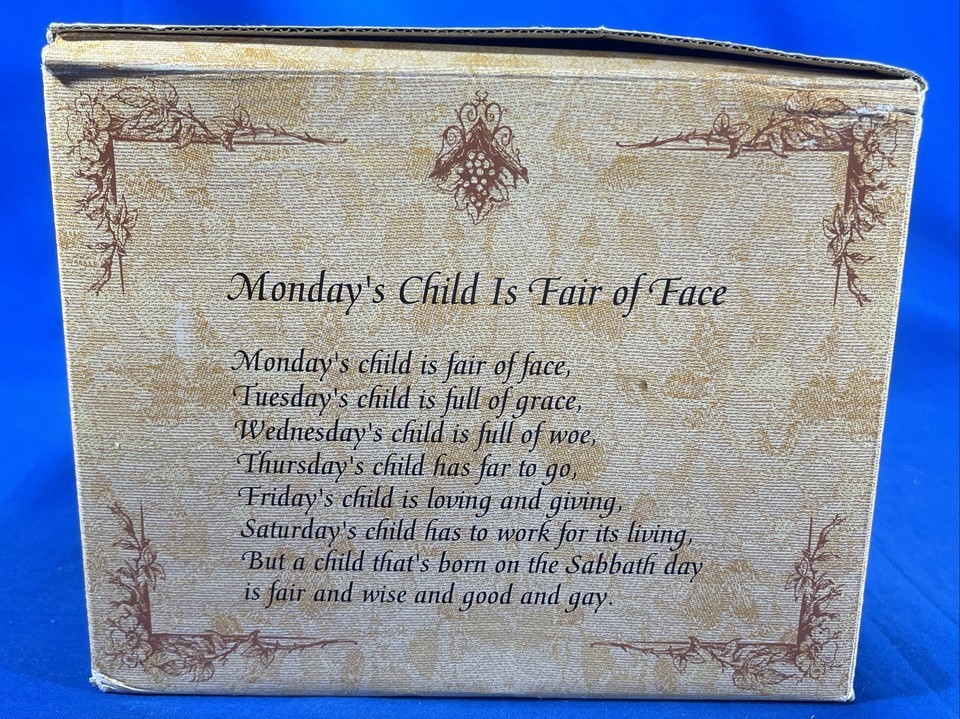 Monday's Child Is Fair of Face
Monday's child is fair of face,
Tuesday's child is full of grace,
Wednesday's child is full of woe,
Thursday's child has far to go,
Friday's child is loving and giving,
Saturday's child has to work for its living,
But a child that's born on the Sabbath day
is fair and wise and good and gay.